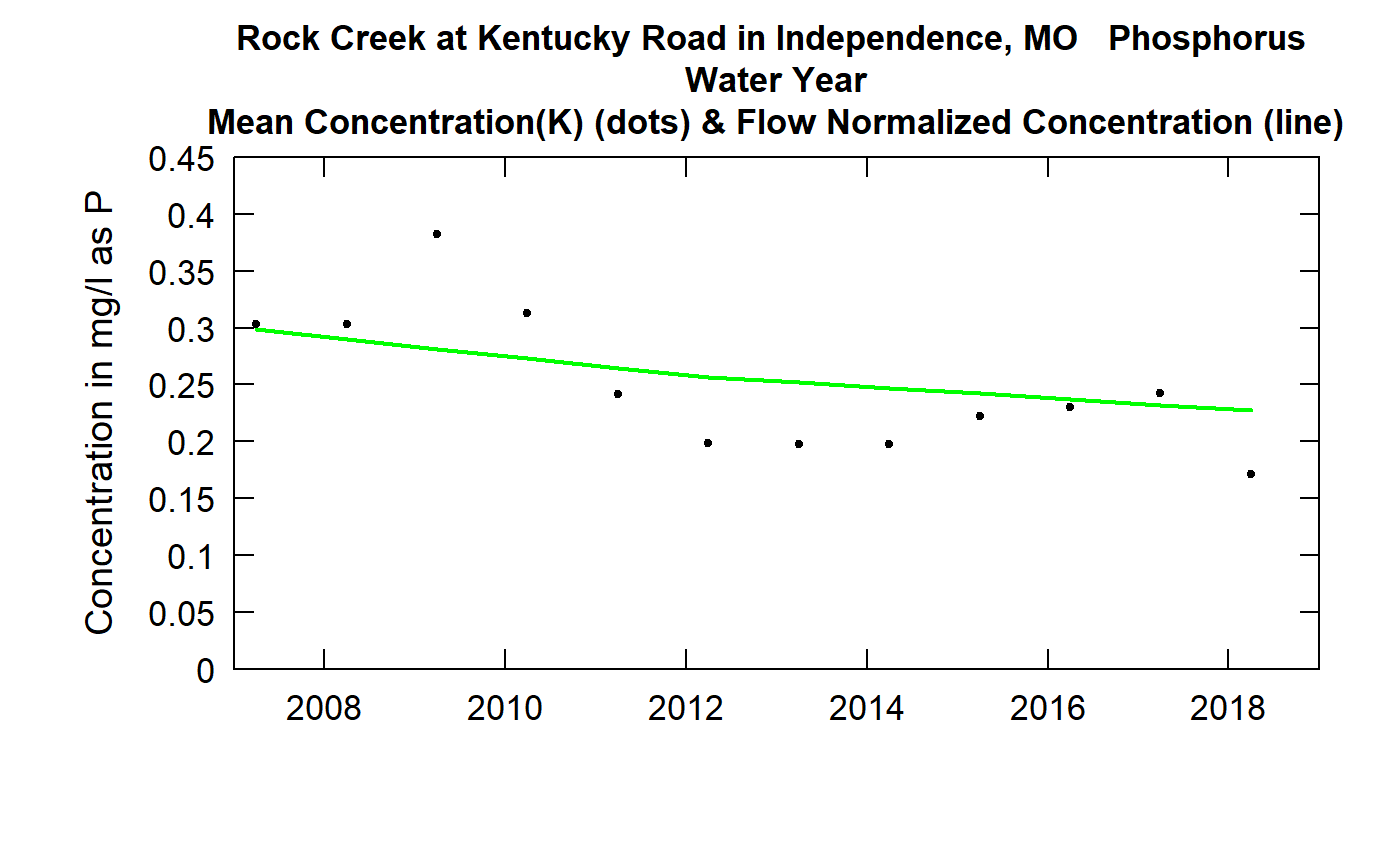 Rock Creek at Kentucky Road in Independence, MO   Phosphorus
Water Year
Mean Concentration(K) (dots) & Flow Normalized Concentration (line)
Concentration in mg/l as P
0.45
0.4
0.35
0.3
0.25
0.2
0.15
0.1
0.05
0
2008 2010 2012 2014 2016 2018